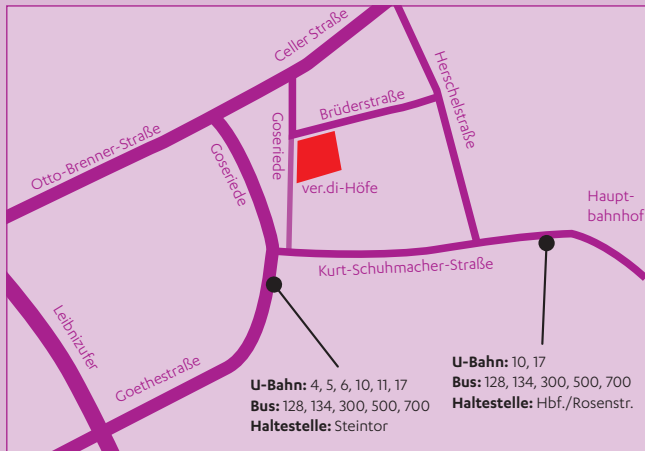 Celler Straße
Otto-Brenner-Straße
Goseriede
Goseriede
Brüderstraße
Herschelstraße
ver.di-Höfe
Haupt-
bahnhof
Kurt-Schuhmacher-Straße
Leibnizufer
Goethestraße
U-Bahn: 4, 5, 6, 10, 11, 17
Bus: 128, 134, 300, 500, 700
Haltestelle: Steintor
U-Bahn: 10, 17
Bus: 128, 134, 300, 500, 700
Haltestelle: Hbf./Rosenstr.